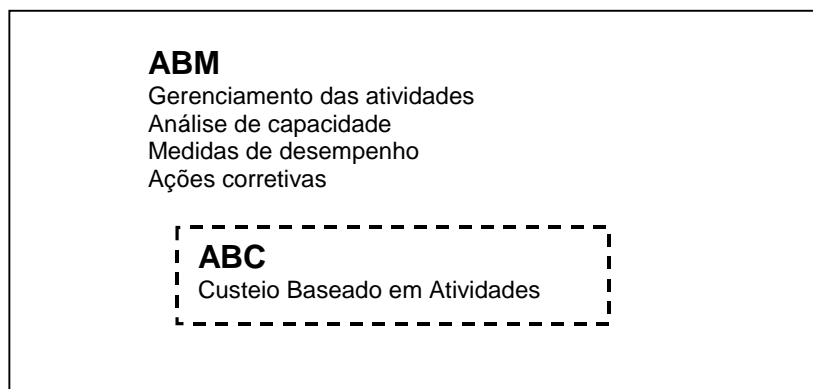 ABM
Gerenciamento das atividades
Análise de capacidade
Medidas de desempenho
Ações corretivas
ABC
Custeio Baseado em Atividades